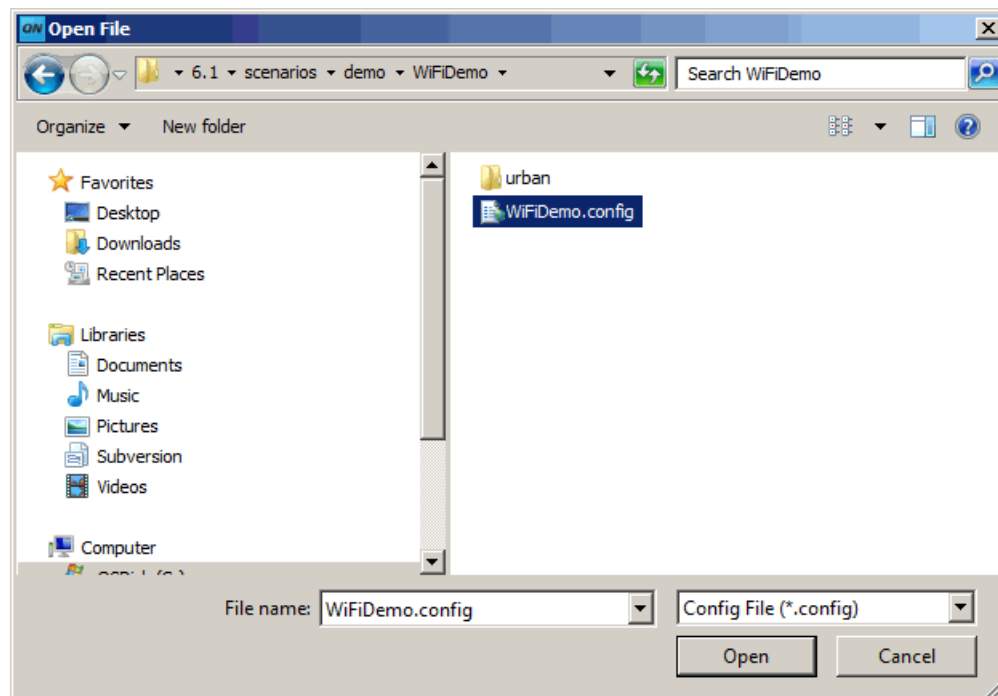 QN Open File
6.1 scenarios demo WiFiDemo
Search WiFiDemo
Organize New folder
Favorites
Desktop
Downloads
Recent Places
Libraries
Documents
Music
Pictures
Subversion
Videos
Computer
urban
WiFiDemo.config
File name: WiFiDemo.config
Config File (*.config)
Open Cancel